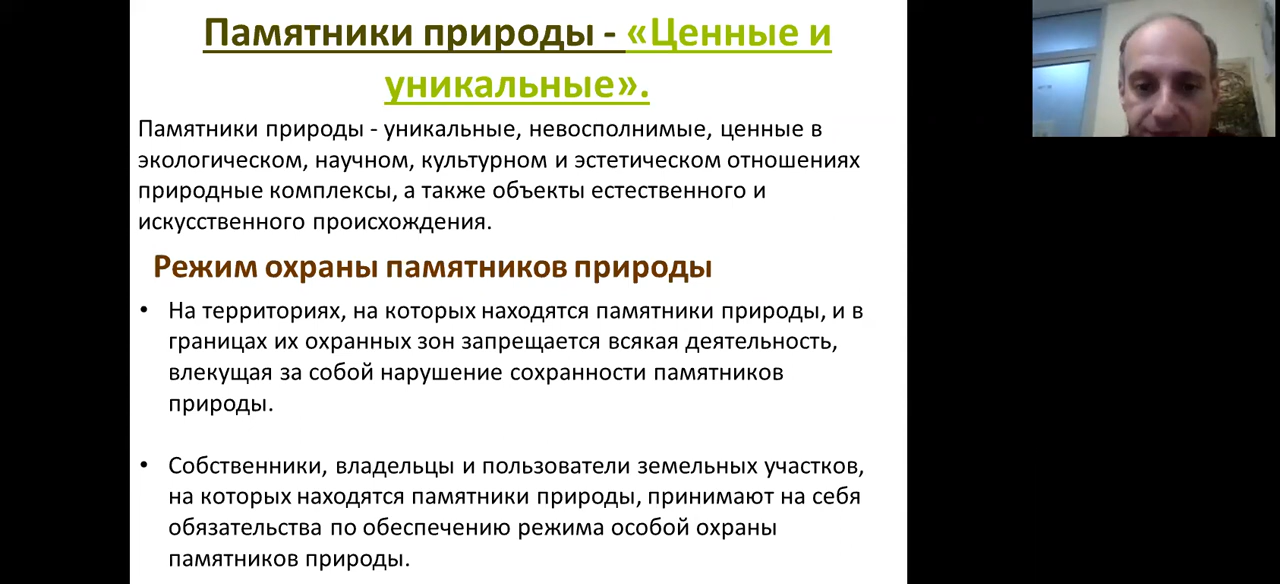 Памятники природы - «Ценные и
уникальные».
Памятники природы - уникальные, невосполнимые, ценные в
экологическом, научном, культурном и эстетическом отношениях
природные комплексы, а также объекты естественного и
искусственного происхождения.
Режим охраны памятников природы
• На территориях, на которых находятся памятники природы, и в
границах их охранных зон запрещается всякая деятельность,
влекущая за собой нарушение сохранности памятников
природы.
• Собственники, владельцы и пользователи земельных участков,
на которых находятся памятники природы, принимают на себя
обязательства по обеспечению режима особой охраны
памятников природы.